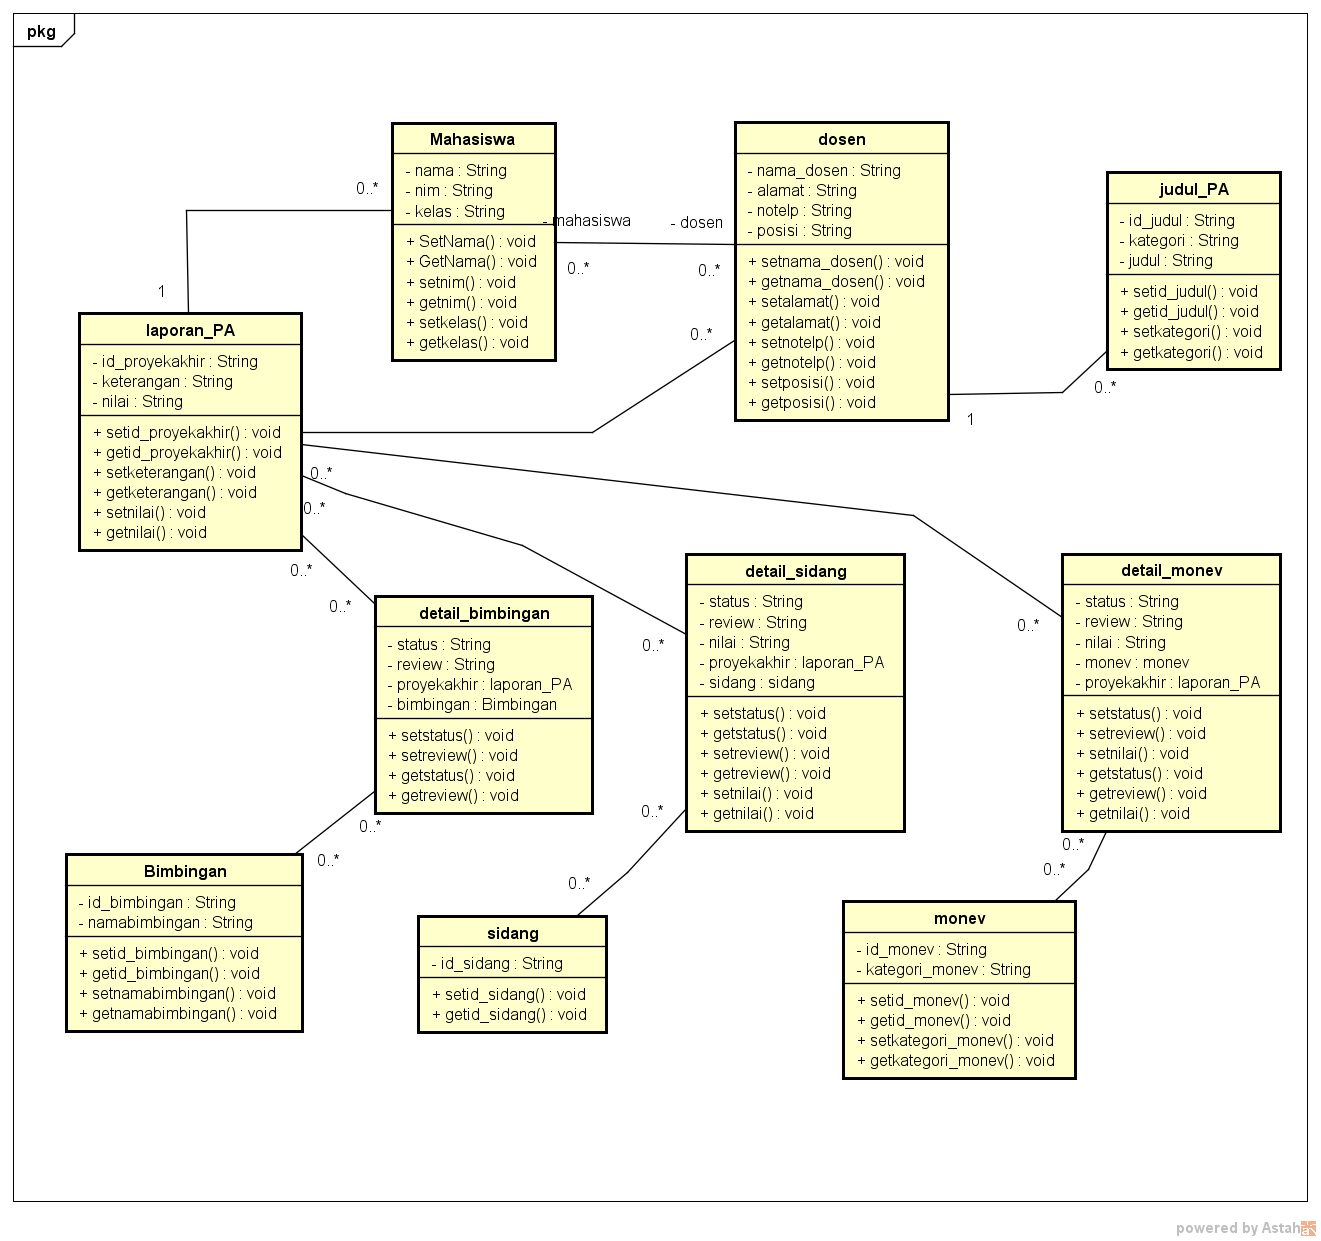 pkg
Mahasiswa
- nama : String
- nim : String
- kelas : String
+ SetNama() : void
+ GetNama() : void
+ setnim() : void
+ getnim() : void
+ setkelas() : void
+ getkelas() : void
dosen
- nama_dosen : String
- alamat : String
- notelp : String
- posisi : String
+ setnama_dosen() : void
+ getnama_dosen() : void
+ setalamat() : void
+ getalamat() : void
+ setnotelp() : void
+ getnotelp() : void
+ setposisi() : void
+ getposisi() : void
judul_PA
- id_judul : String
- kategori : String
- judul : String
+ setid_judul() : void
+ getid_judul() : void
+ setkategori() : void
+ getkategori() : void
0..*
- mahasiswa
- dosen
0..*
0..*
1
0..*
0..*
1
laporan_PA
- id_proyekakhir : String
- keterangan : String
- nilai : String
+ setid_proyekakhir() : void
+ getid_proyekakhir() : void
+ setketerangan() : void
+ getketerangan() : void
+ setnilai() : void
+ getnilai() : void
0..*
0..*
0..*
0..*
0..*
0..*
detail_bimbingan
- status : String
- review : String
- proyekakhir : laporan_PA
- bimbingan : Bimbingan
+ setstatus() : void
+ setreview() : void
+ getstatus() : void
+ getreview() : void
detail_sidang
- status : String
- review : String
- nilai : String
- proyekakhir : laporan_PA
- sidang : sidang
+ setstatus() : void
+ getstatus() : void
+ setreview() : void
+ getreview() : void
+ setnilai() : void
+ getnilai() : void
detail_monev
- status : String
- review : String
- nilai : String
- monev : monev
- proyekakhir : laporan_PA
+ setstatus() : void
+ setreview() : void
+ setnilai() : void
+ getstatus() : void
+ getreview() : void
+ getnilai() : void
0..*
0..*
0..*
0..*
0..*
0..*
Bimbingan
- id_bimbingan : String
- namabimbingan : String
+ setid_bimbingan() : void
+ getid_bimbingan() : void
+ setnamabimbingan() : void
+ getnamabimbingan() : void
sidang
- id_sidang : String
+ setid_sidang() : void
+ getid_sidang() : void
monev
- id_monev : String
- kategori_monev : String
+ setid_monev() : void
+ getid_monev() : void
+ setkategori_monev() : void
+ getkategori_monev() : void
powered by Astah